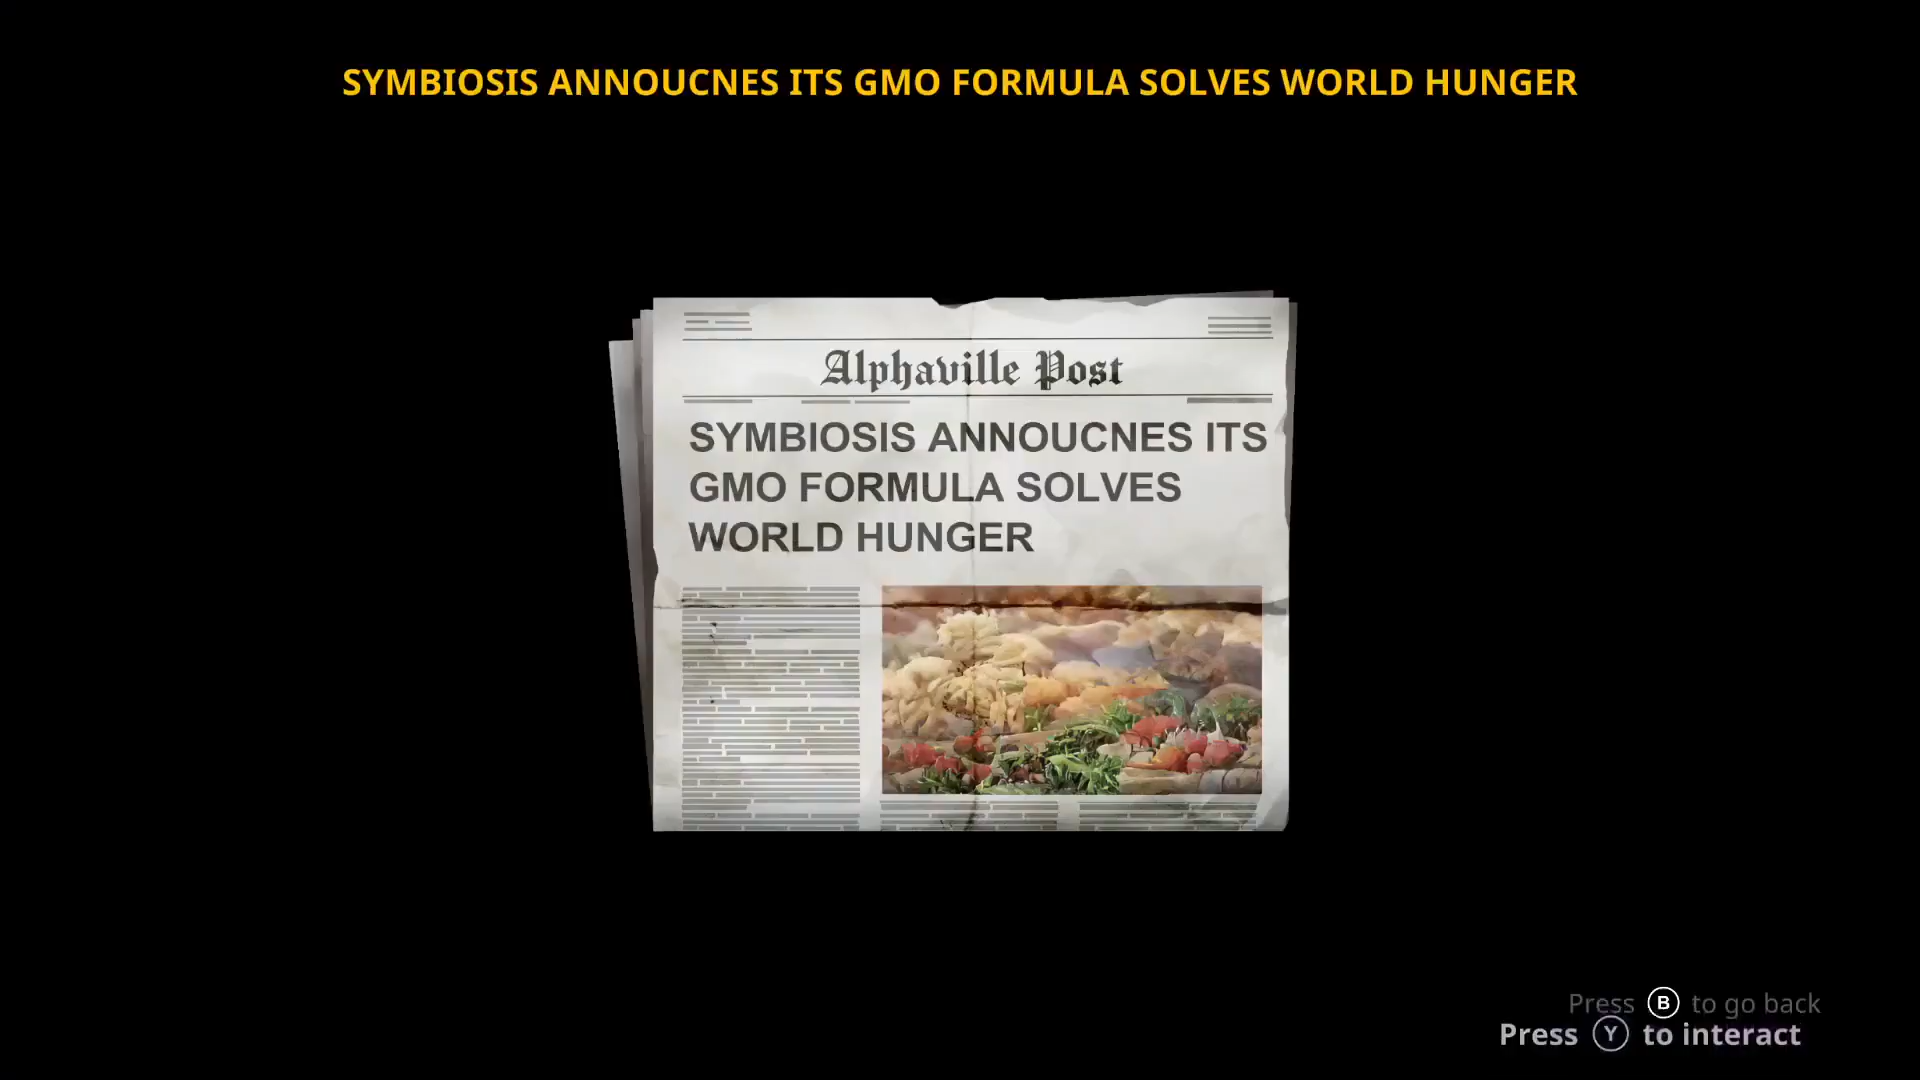 SYMBIOSIS ANNOUCNES ITS GMO FORMULA SOLVES WORLD HUNGER
Alphaville Post
SYMBIOSIS ANNOUCNES ITS
GMO FORMULA SOLVES
WORLD HUNGER
Press B to go back
Press Y to interact